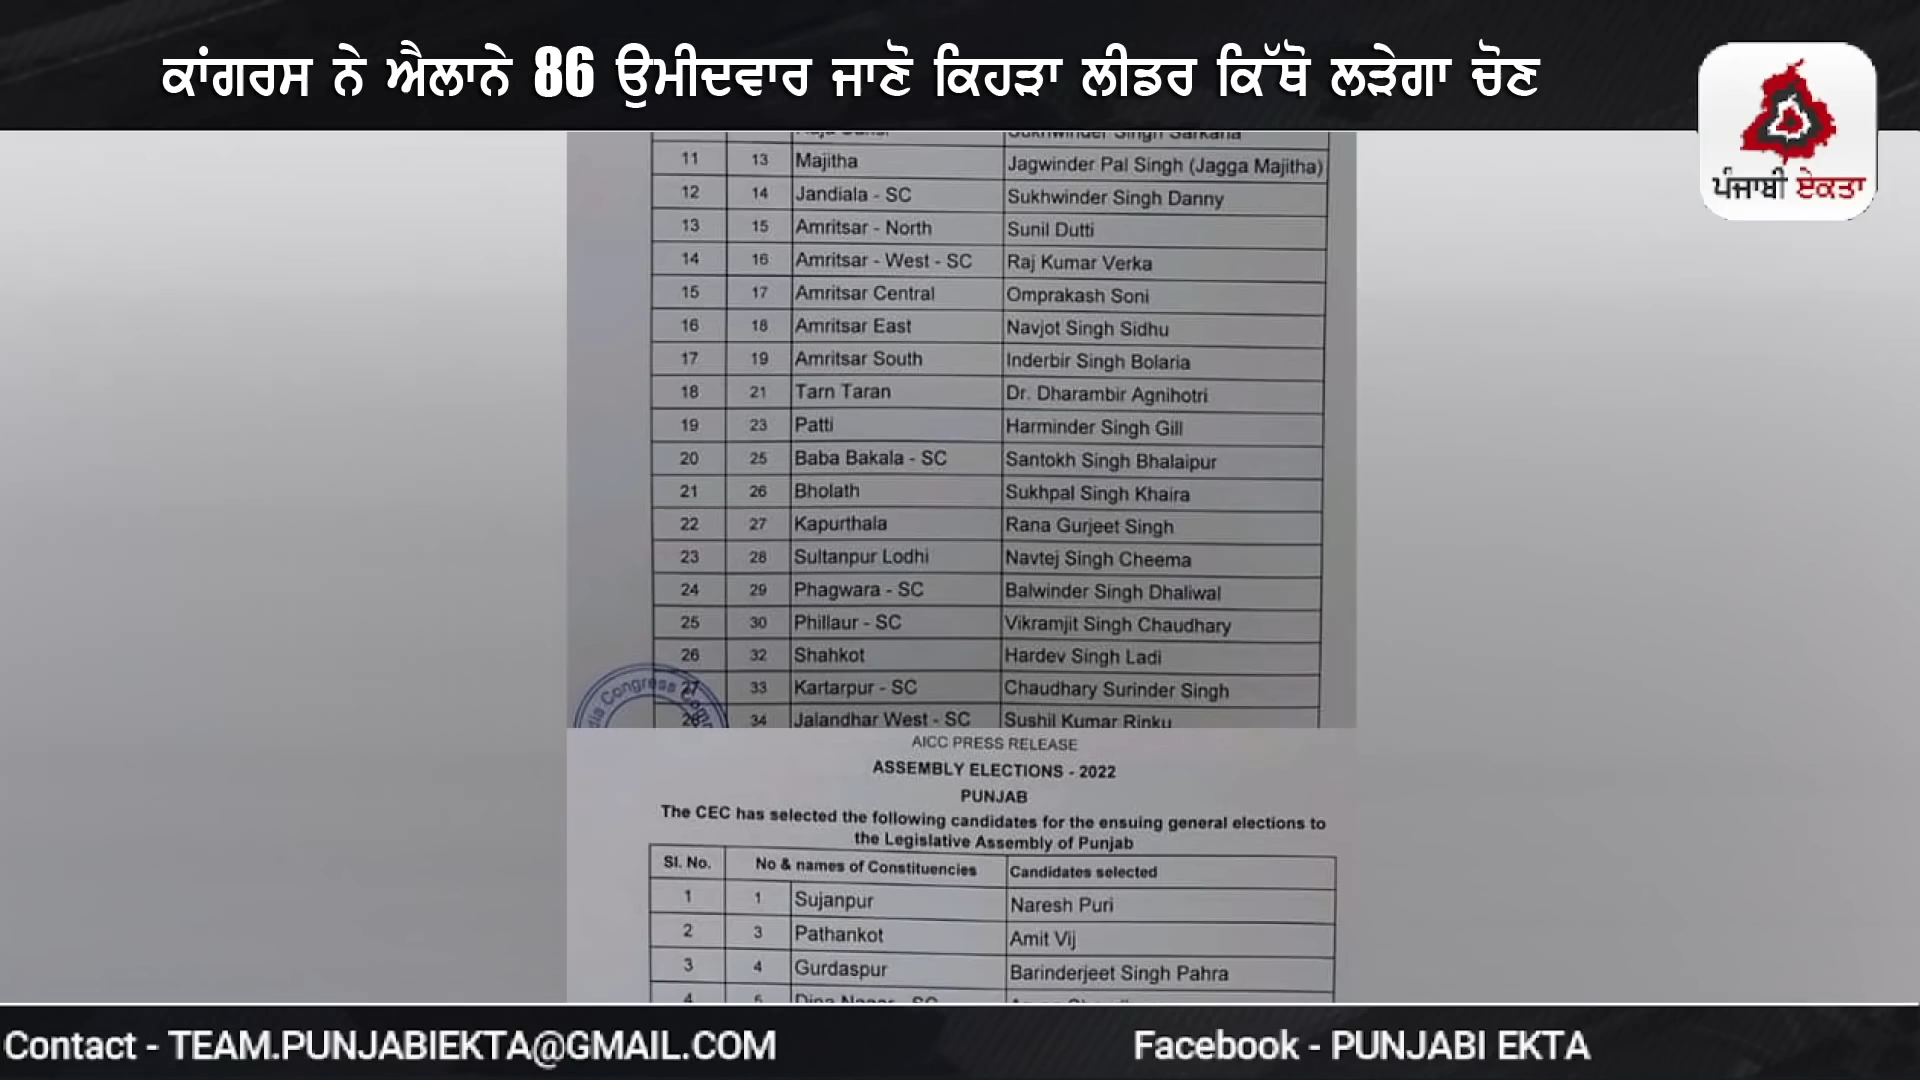 ਕਾਂਗਰਸ ਨੇ ਐਲਾਨੇ 86 ਉਮੀਦਵਾਰ ਜਾਣੋ ਕਿਹੜਾ ਲੀਡਰ ਕਿੱਥੋ ਲੜੇਗਾ ਚੋਣ
ਪੰਜਾਬੀ ਏਕਤਾ
Sukhwinder Singh Sarkaria
11 13 Majitha Jagwinder Pal Singh (Jagga Majitha)
12 14 Jandiala - SC Sukhwinder Singh Danny
13 15 Amritsar - North Sunil Dutti
14 16 Amritsar - West - SC Raj Kumar Verka
15 17 Amritsar Central Omprakash Soni
16 18 Amritsar East Navjot Singh Sidhu
17 19 Amritsar South Inderbir Singh Bolaria
18 21 Tarn Taran Dr. Dharambir Agnihotri
19 23 Patti Harminder Singh Gill
20 25 Baba Bakala - SC Santokh Singh Bhalaipur
21 26 Bholath Sukhpal Singh Khaira
22 27 Kapurthala Rana Gurjeet Singh
23 28 Sultanpur Lodhi Navtej Singh Cheema
24 29 Phagwara - SC Balwinder Singh Dhaliwal
25 30 Phillaur - SC Vikramjit Singh Chaudhary
26 32 Shahkot Hardev Singh Ladi
27 33 Kartarpur - SC Chaudhary Surinder Singh
28 34 Jalandhar West - SC Sushil Kumar Rinku
Congress
AICC PRESS RELEASE
ASSEMBLY ELECTIONS - 2022
PUNJAB
The CEC has selected the following candidates for the ensuing general elections to
the Legislative Assembly of Punjab
Sl. No. No & names of Constituencies Candidates selected
1 1 Sujanpur Naresh Puri
2 3 Pathankot Amit Vij
3 4 Gurdaspur Barinderjeet Singh Pahra
4 5
Contact - TEAM.PUNJABIEKTA@GMAIL.COM
Facebook - PUNJABI EKTA